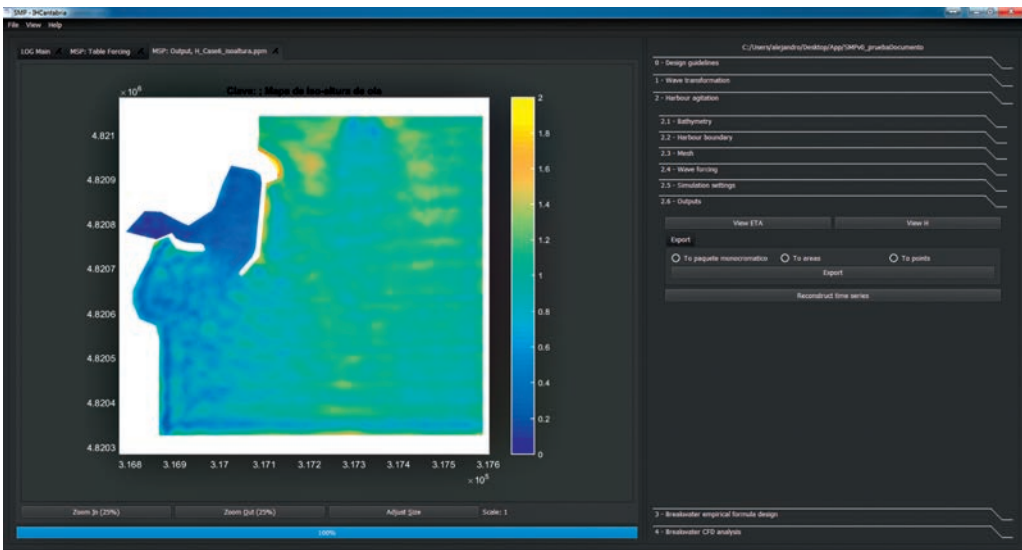 SMP - IHCantabria
File View Help
LOG Main
MSP: Table Forcing
MSP: Output, H_Case6_isoaltura.ppm
C:/Users/alejandro/Desktop/App/SIMPv0_pruebaDocumento
0 - Design guidelines
1 - Wave transformation
2 - Harbour agitation
2.1 - Bathymetry
2.2 - Harbour boundary
2.3 - Mesh
2.4 - Wave forcing
2.5 - Simulation settings
2.6 - Outputs
View ETA
View H
Export
To paquete monocromatico
To areas
To points
Export
Reconstruct time series
3 - Breakwater empirical formula design
4 - Breakwater CFD analysis
× 10⁶
Clave: ; Mapa de iso-altura de ola
4.821
4.8209
4.8208
4.8207
4.8206
4.8205
4.8204
4.8203
3.168 3.169 3.17 3.171 3.172 3.173 3.174 3.175 3.176
× 10⁵
2
1.8
1.6
1.4
1.2
1
0.8
0.6
0.4
0.2
0
Zoom In (25%)
Zoom Out (25%)
Adjust Size
Scale: 1
100%